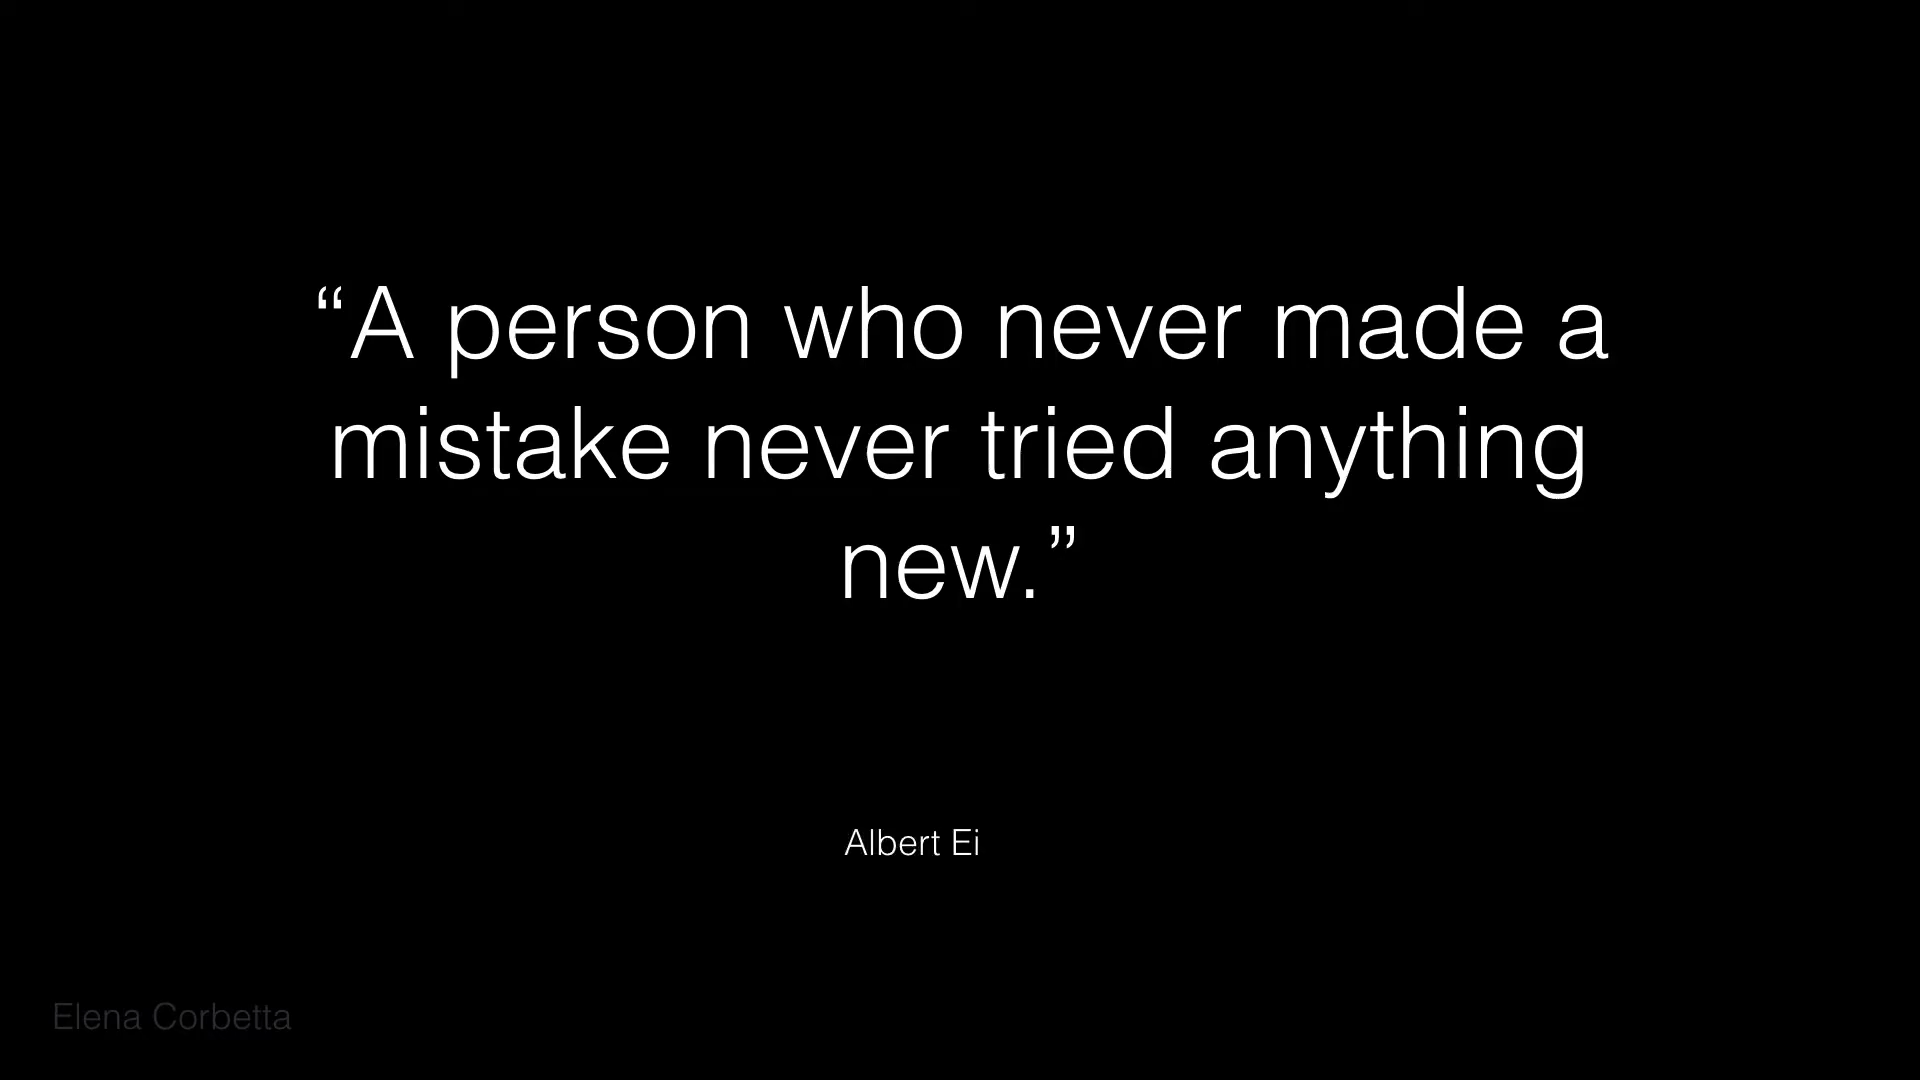 “A person who never made a
mistake never tried anything
new.”
Albert Ei
Elena Corbetta